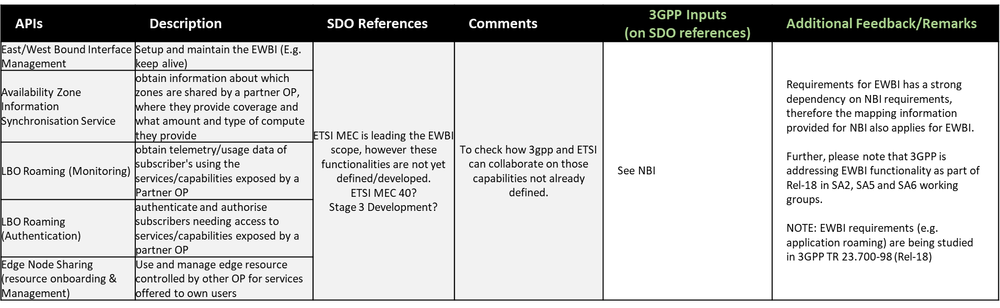 APIs
Description
SDO References
Comments
3GPP Inputs
(on SDO references)
Additional Feedback/Remarks
East/West Bound Interface
Management
Setup and maintain the EWBI (E.g.
keep alive)
Availability Zone
Information
Synchronisation Service
obtain information about which
zones are shared by a partner OP,
where they provide coverage and
what amount and type of compute
they provide
LBO Roaming (Monitoring)
obtain telemetry/usage data of
subscriber's using the
services/capabilities exposed by a
Partner OP
LBO Roaming
(Authentication)
authenticate and authorise
subscribers needing access to
services/capabilities exposed by a
partner OP
Edge Node Sharing
(resource onboarding &
Management)
Use and manage edge resource
controlled by other OP for services
offered to own users
ETSI MEC is leading the EWBI
scope, however these
functionalities are not yet
defined/developed.
ETSI MEC 40?
Stage 3 Development?
To check how 3gpp and ETSI
can collaborate on those
capabilities not already
defined.
See NBI
Requirements for EWBI has a strong
dependency on NBI requirements,
therefore the mapping information
provided for NBI also applies for EWBI.
Further, please note that 3GPP is
addressing EWBI functionality as part of
Rel-18 in SA2, SA5 and SA6 working
groups.
NOTE: EWBI requirements (e.g.
application roaming) are being studied
in 3GPP TR 23.700-98 (Rel-18)